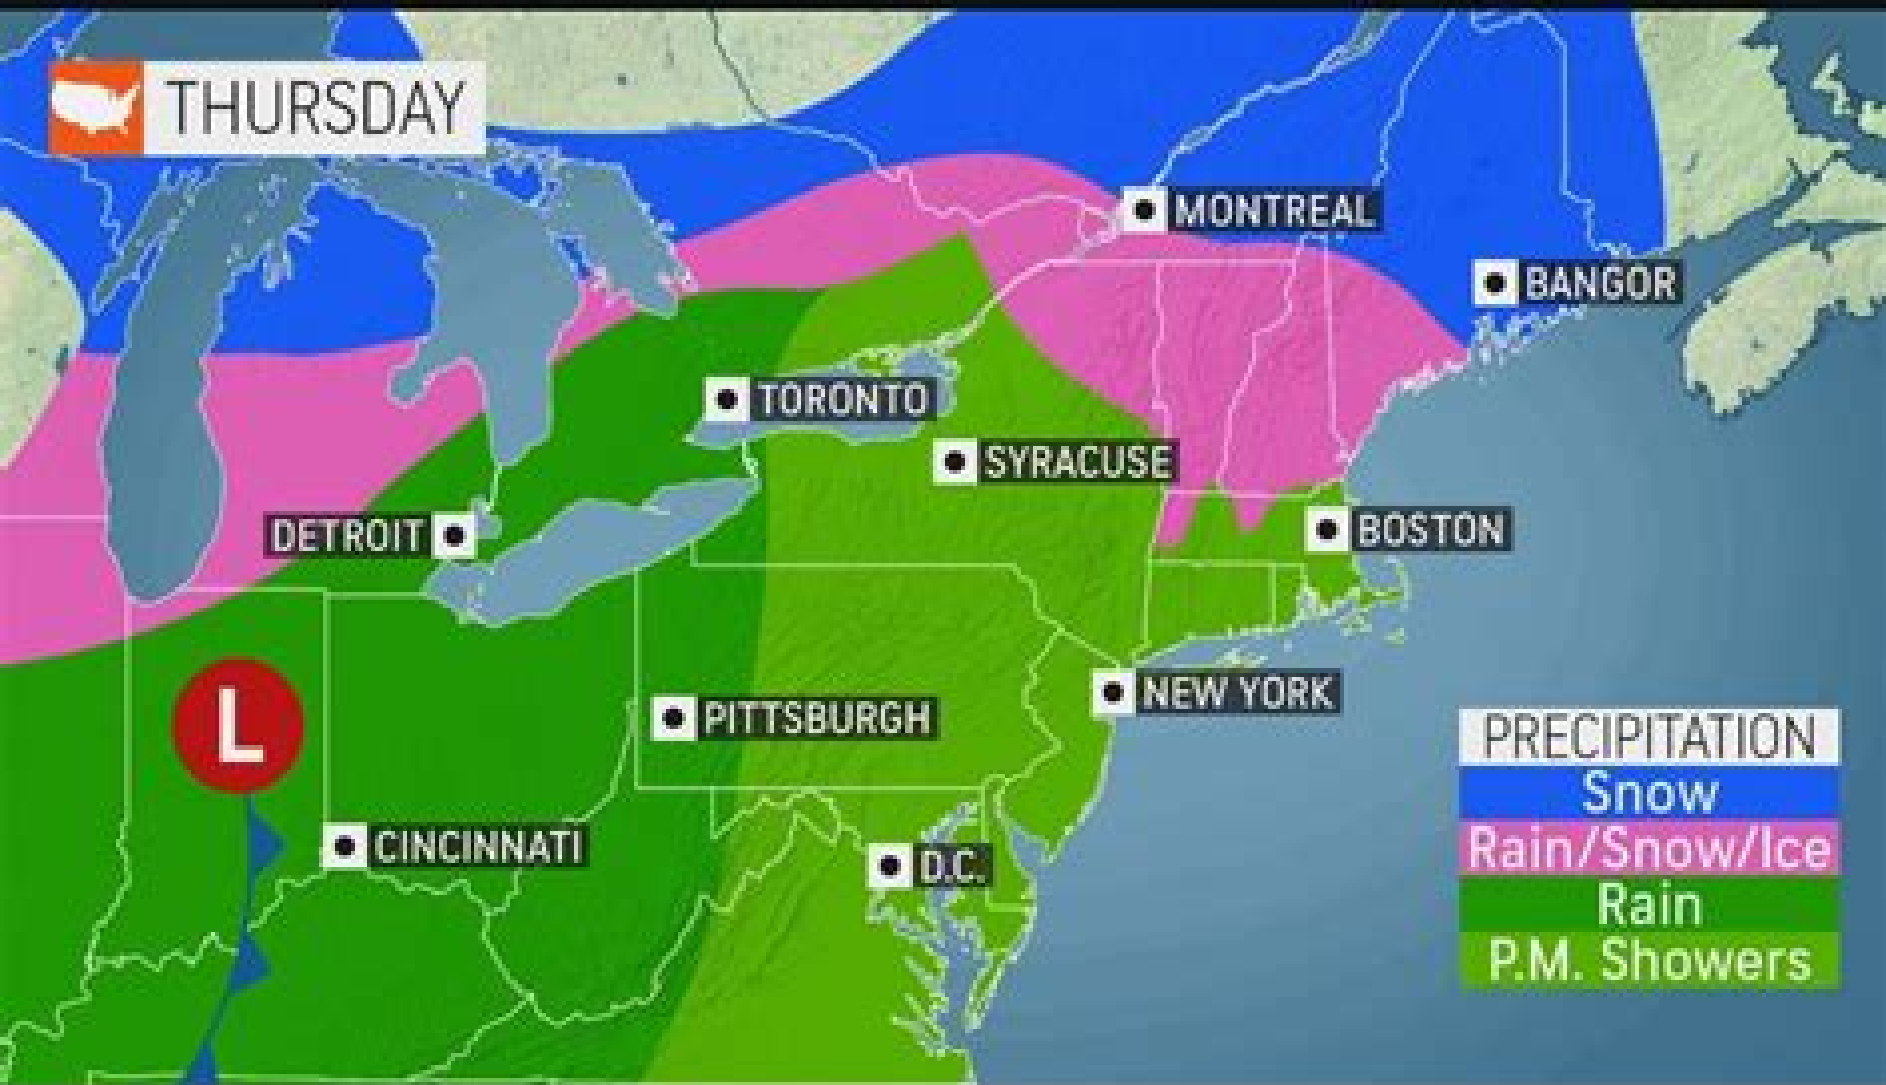 THURSDAY
MONTREAL
BANGOR
TORONTO
SYRACUSE
DETROIT
BOSTON
NEW YORK
PITTSBURGH
L
CINCINNATI
D.C.
PRECIPITATION
Snow
Rain/Snow/Ice
Rain
P.M. Showers